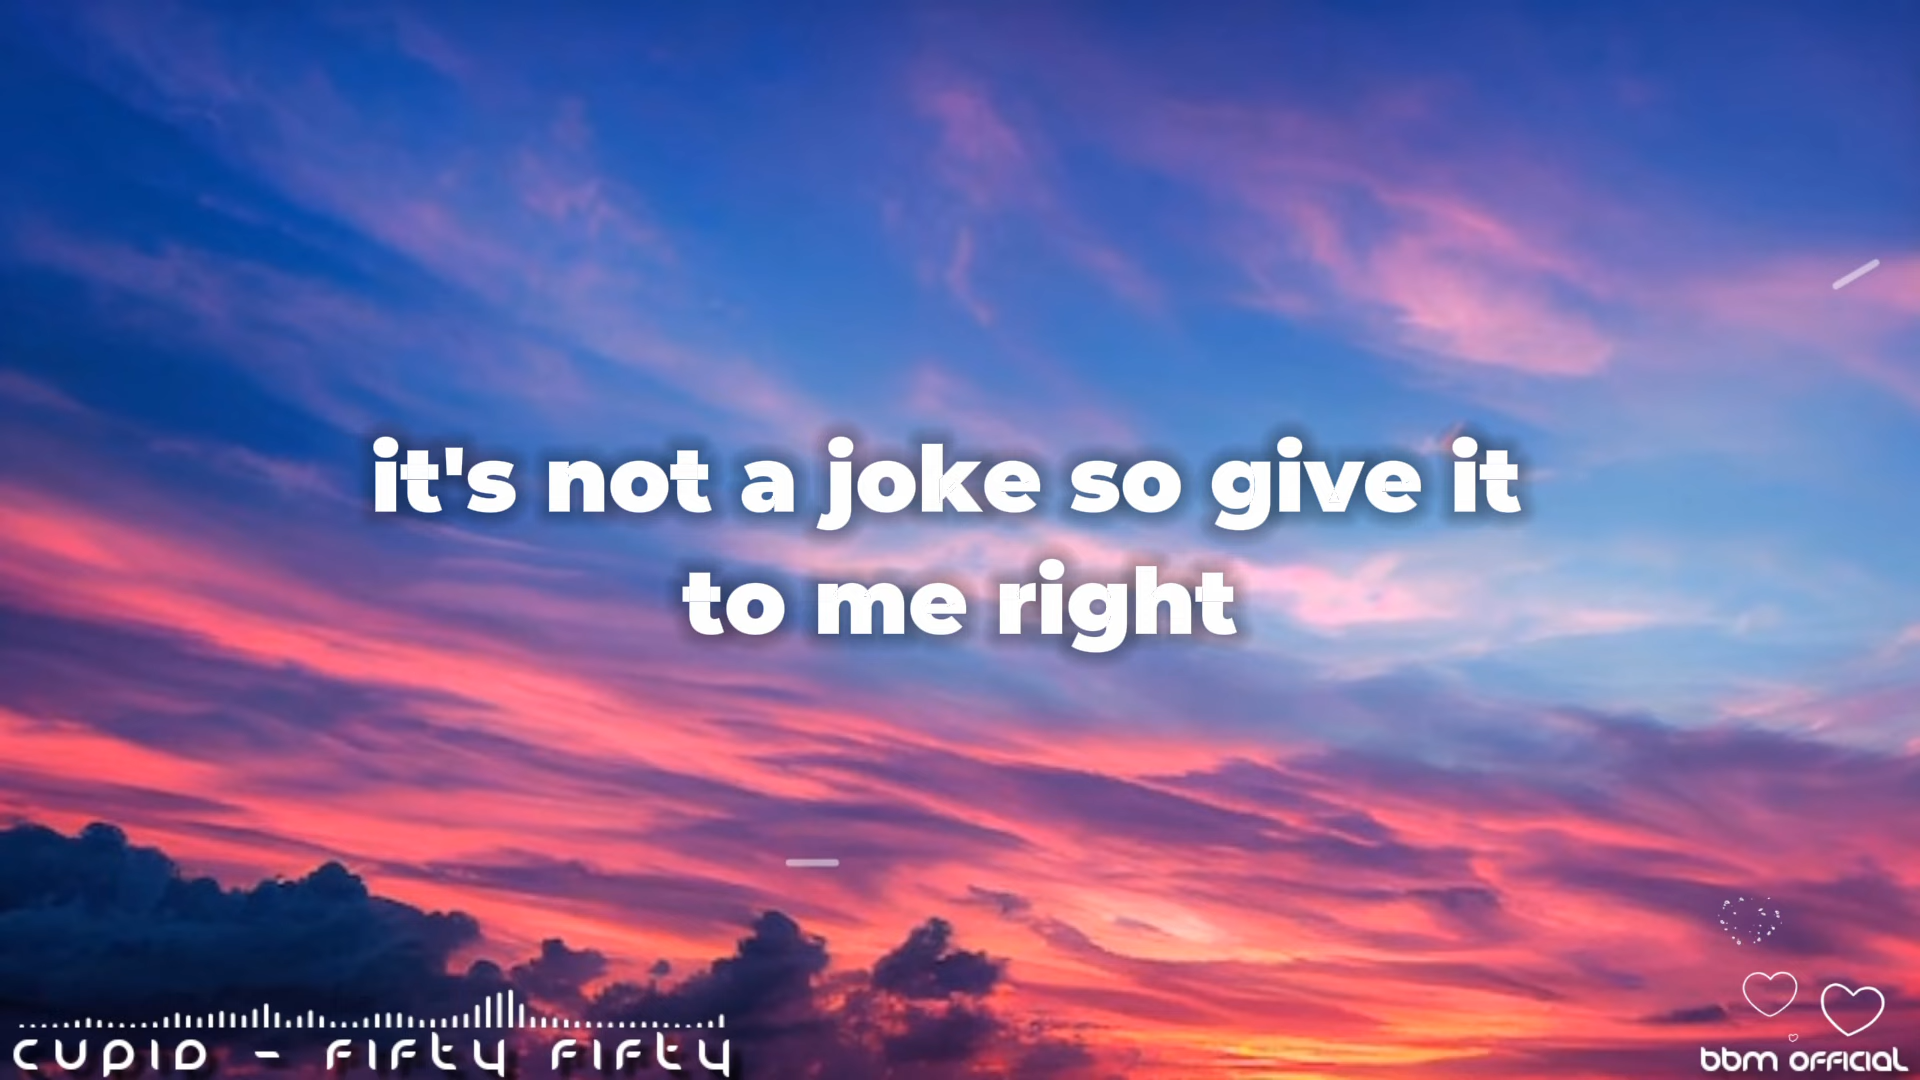 it's not a joke so give it
to me right
CUPID - FIFTY FIFTY
BBM OFFICIAL